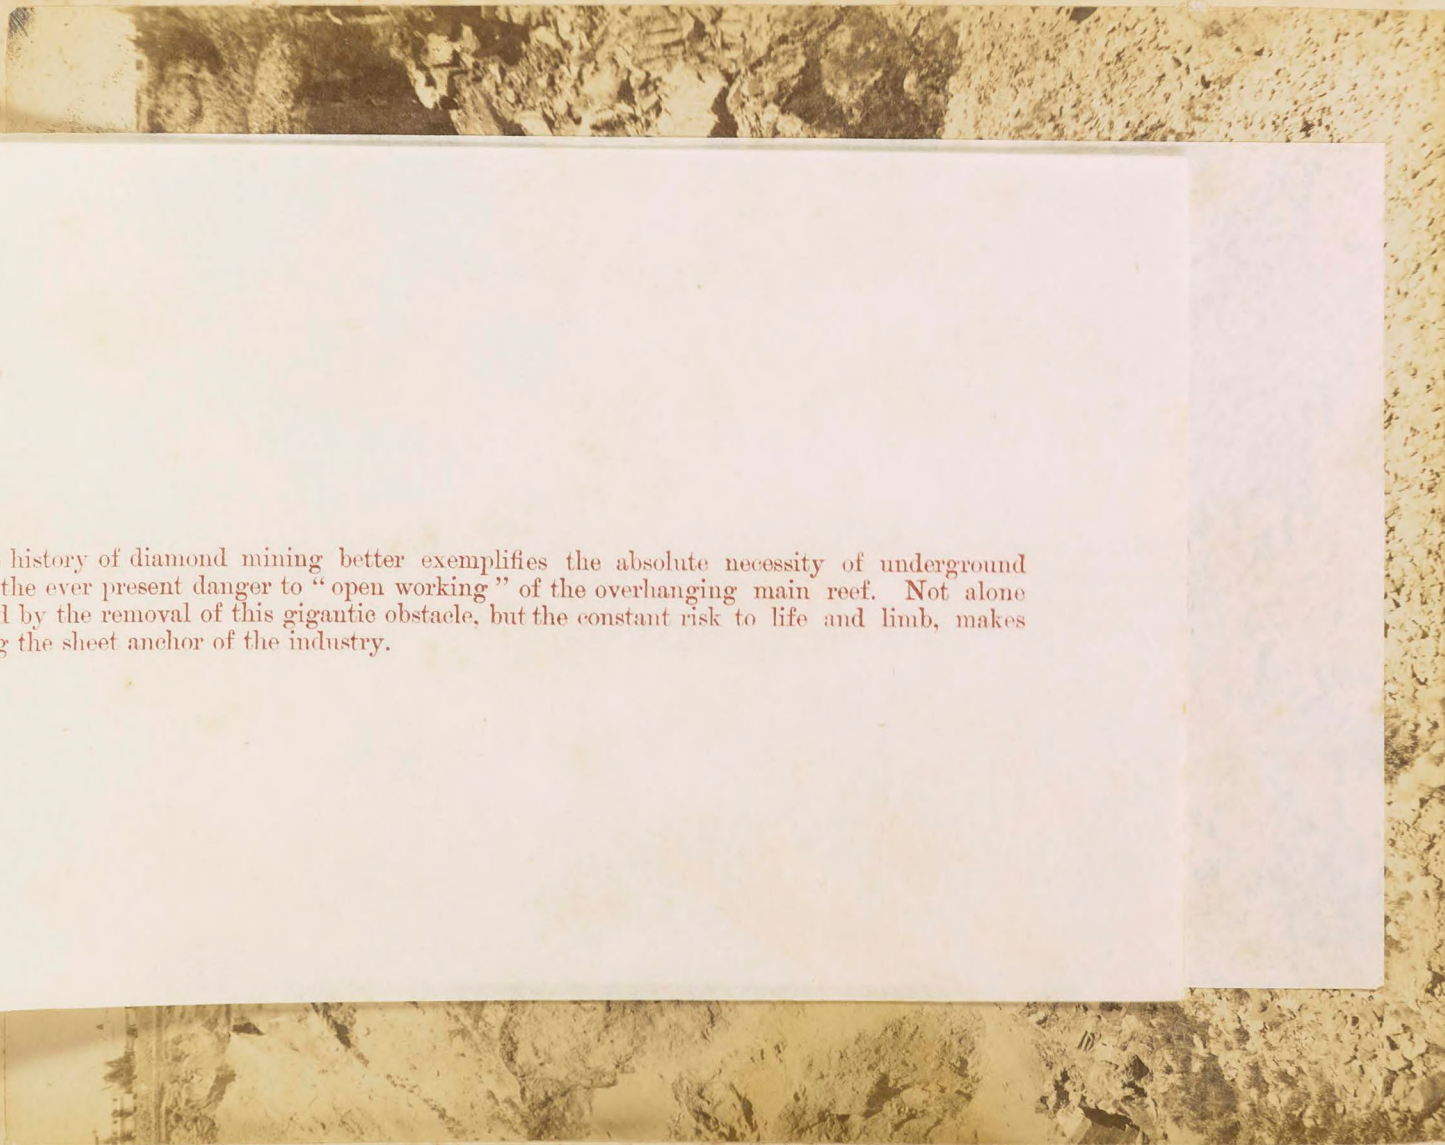 history of diamond mining better exemplifies the absolute necessity of underground
the ever present danger to “ open working ” of the overhanging main reef. Not alone
by the removal of this gigantic obstacle, but the constant risk to life and limb, makes
the sheet anchor of the industry.